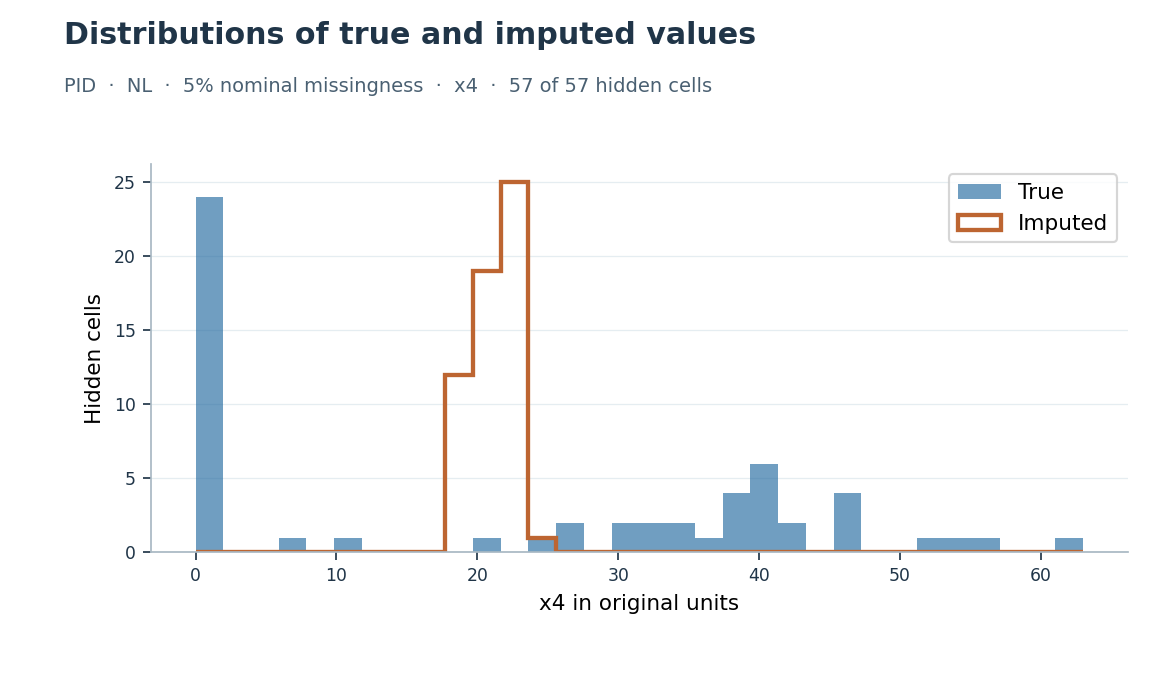 Distributions of true and imputed values
PID · NL · 5% nominal missingness · x4 · 57 of 57 hidden cells
True
Imputed
Hidden cells
25
20
15
10
5
0
0 10 20 30 40 50 60
x4 in original units